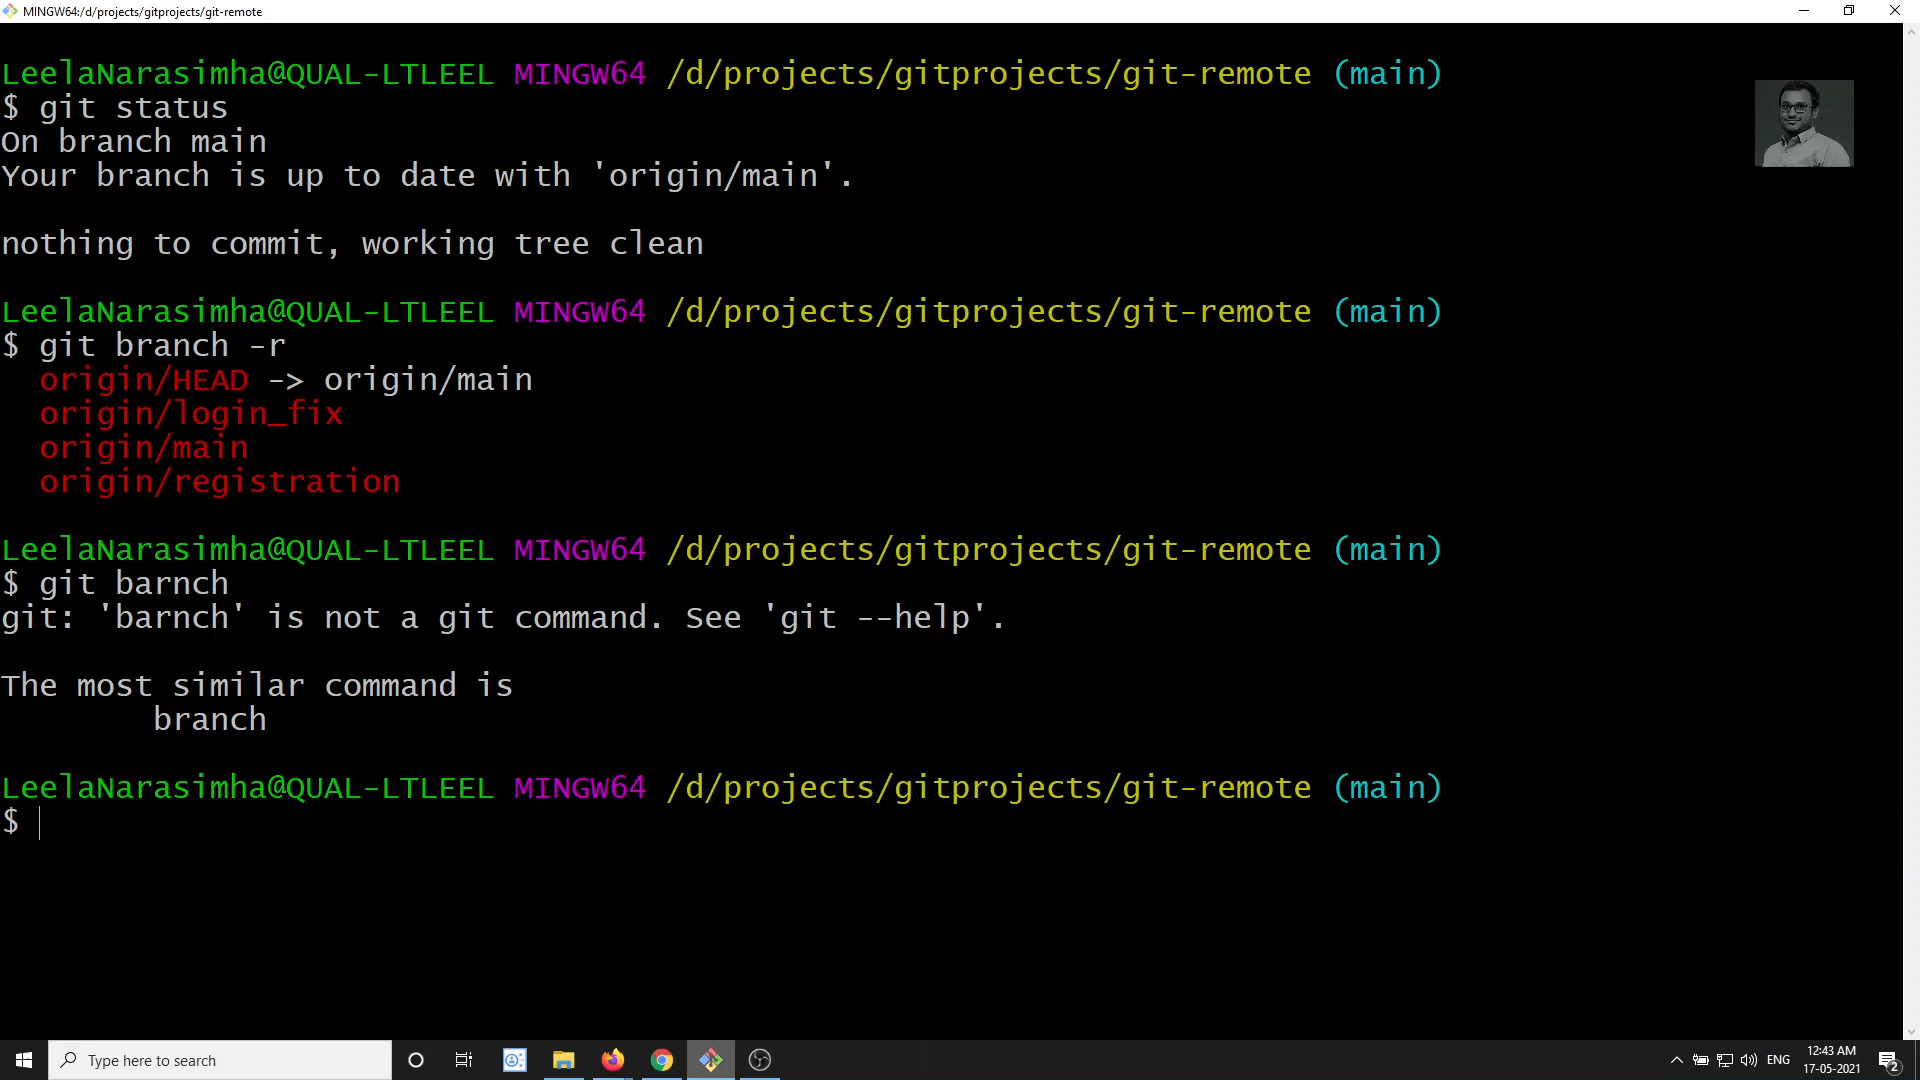 MINGW64:/d/projects/gitprojects/git-remote
LeelaNarasimha@QUAL-LTLEEL MINGW64 /d/projects/gitprojects/git-remote (main)
$ git status
On branch main
Your branch is up to date with 'origin/main'.
nothing to commit, working tree clean
LeelaNarasimha@QUAL-LTLEEL MINGW64 /d/projects/gitprojects/git-remote (main)
$ git branch -r
origin/HEAD -> origin/main
origin/login_fix
origin/main
origin/registration
LeelaNarasimha@QUAL-LTLEEL MINGW64 /d/projects/gitprojects/git-remote (main)
$ git barnch
git: 'barnch' is not a git command. See 'git --help'.
The most similar command is
branch
LeelaNarasimha@QUAL-LTLEEL MINGW64 /d/projects/gitprojects/git-remote (main)
$
Type here to search
ENG
12:43 AM
17-05-2021
2